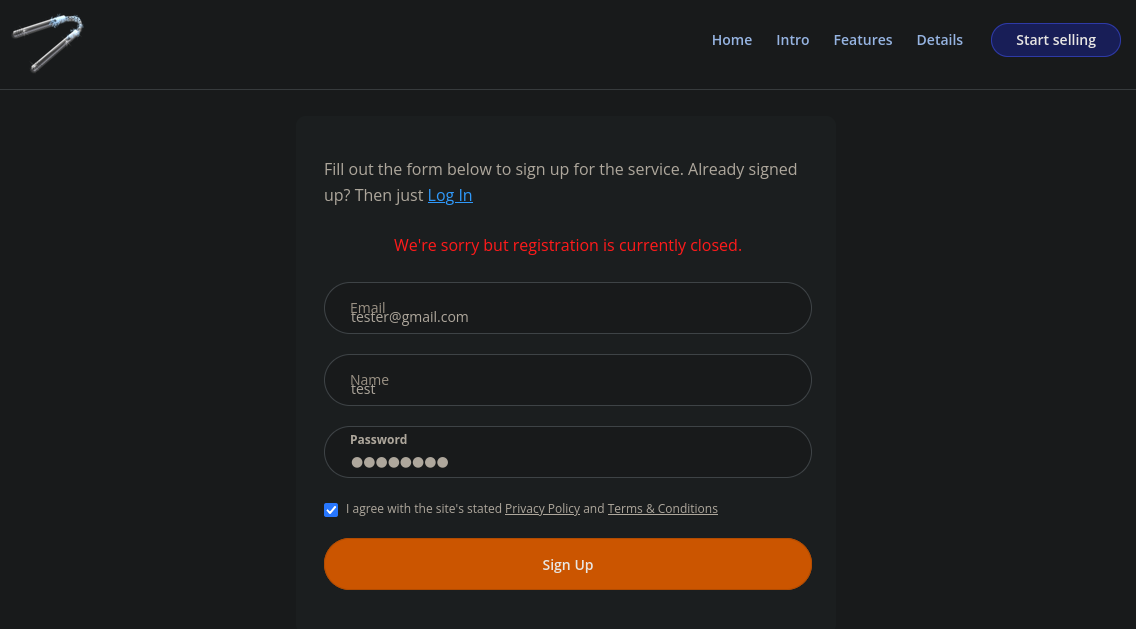 Home Intro Features Details Start selling
Fill out the form below to sign up for the service. Already signed
up? Then just Log In
We're sorry but registration is currently closed.
Email
tester@gmail.com
Name
test
Password
I agree with the site's stated Privacy Policy and Terms & Conditions
Sign Up